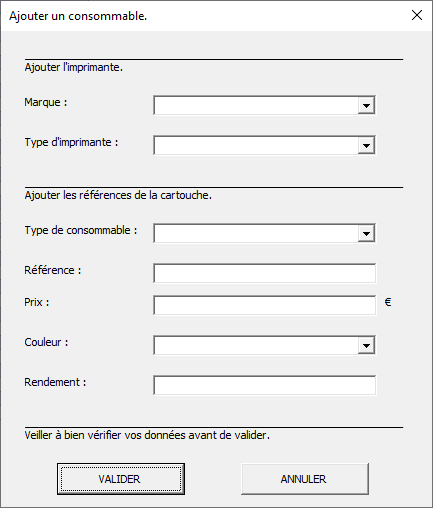 Ajouter un consommable.
Ajouter l'imprimante.
Marque :
Type d'imprimante :
Ajouter les références de la cartouche.
Type de consommable :
Référence :
Prix :
€
Couleur :
Rendement :
Veiller à bien vérifier vos données avant de valider.
VALIDER
ANNULER